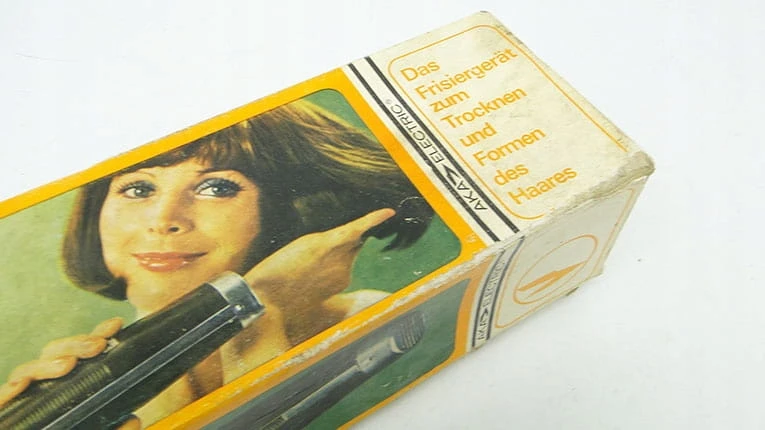 Das
Frisiergerät
zum
Trocknen
und
Formen
des
Haares
AKA ELECTRIC®
AKA ELECTRIC